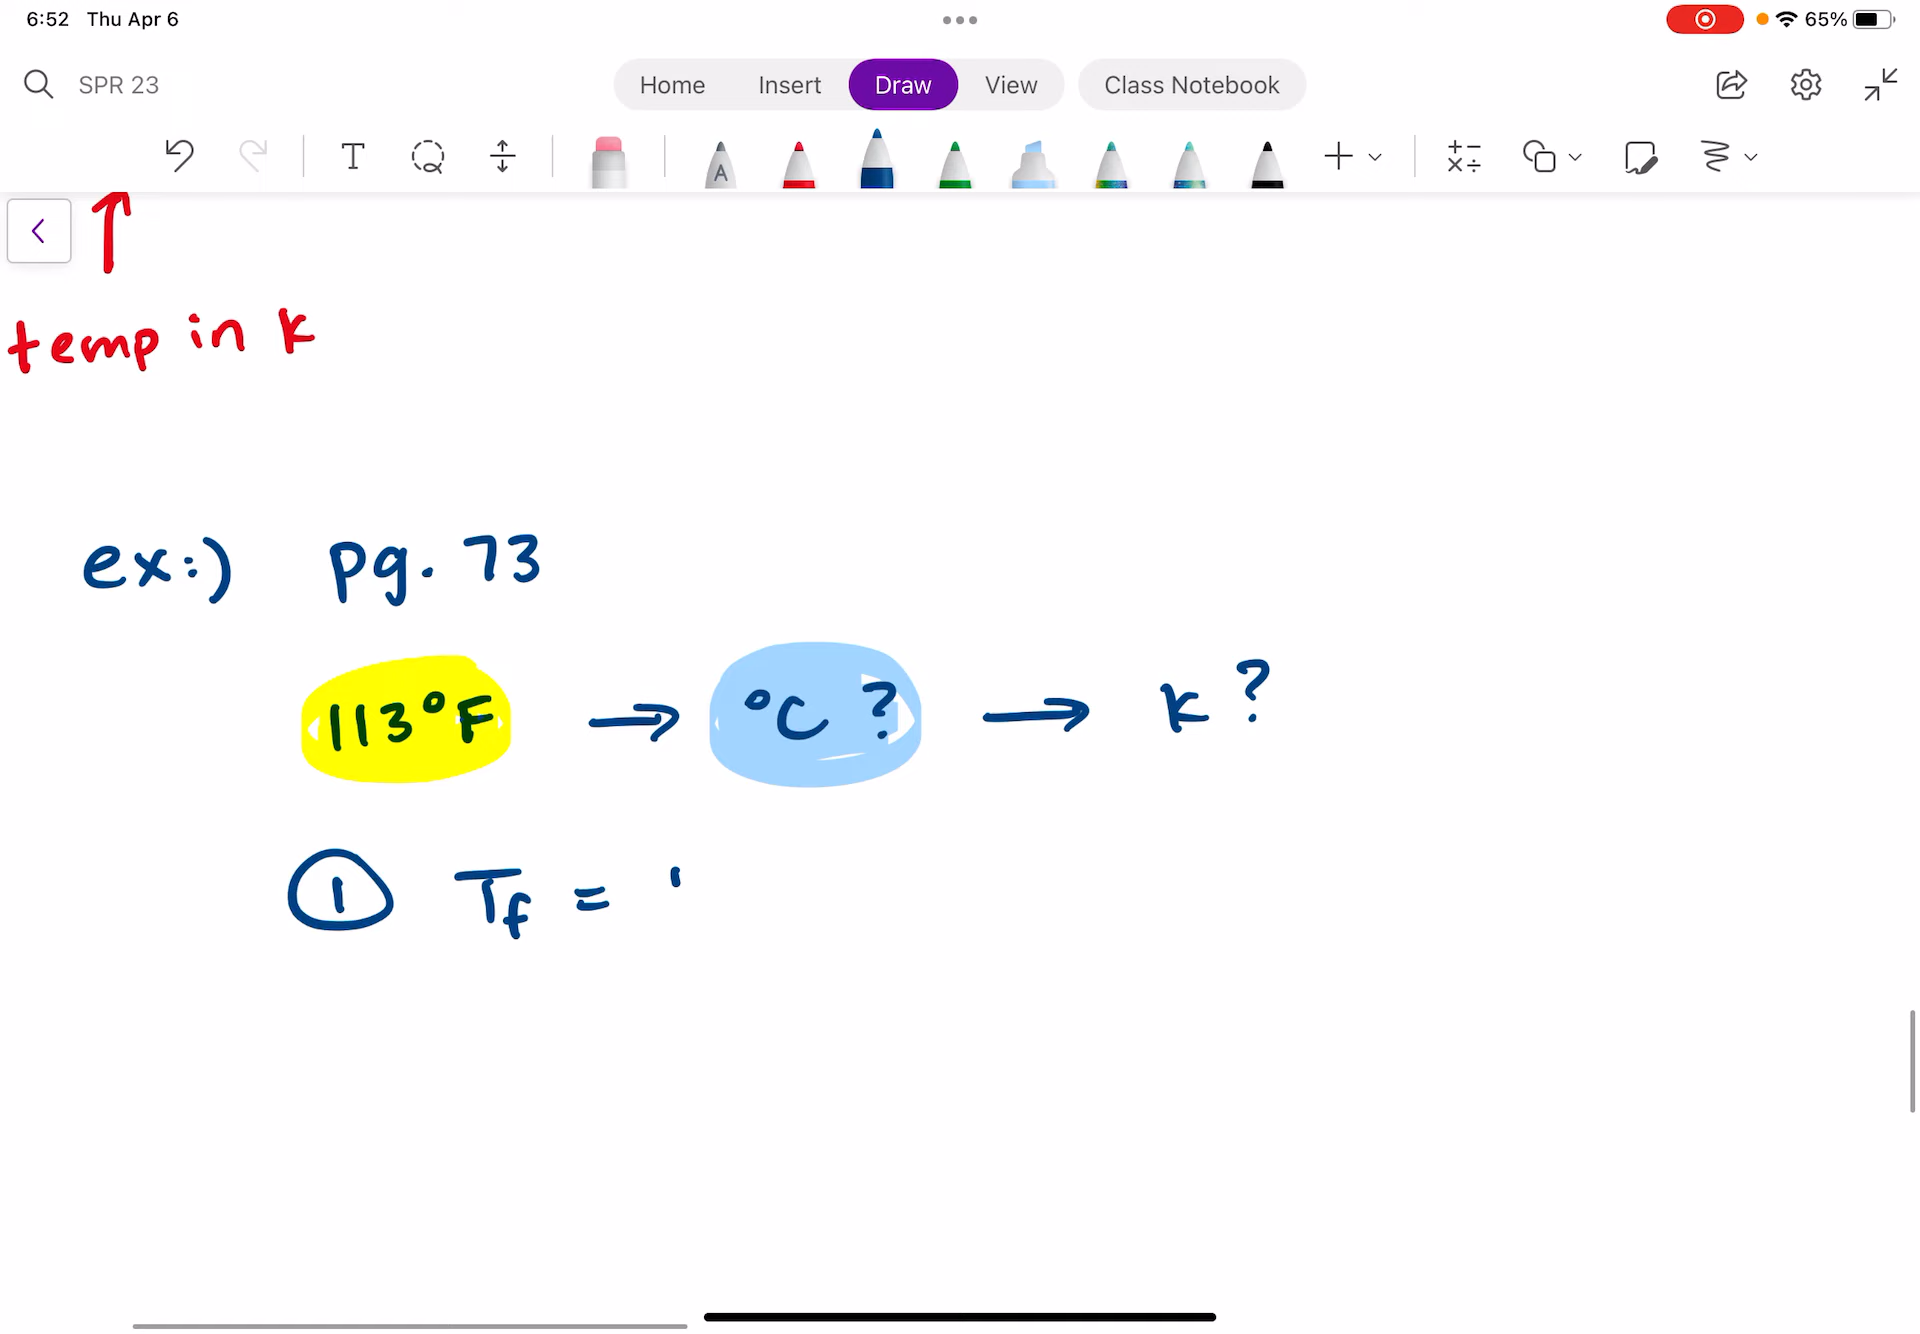 6:52 Thu Apr 6 65%
SPR 23 Home Insert Draw View Class Notebook
T A
temp in k
ex:) pg. 73
113°F → °C ? → k ?
① Tf = '